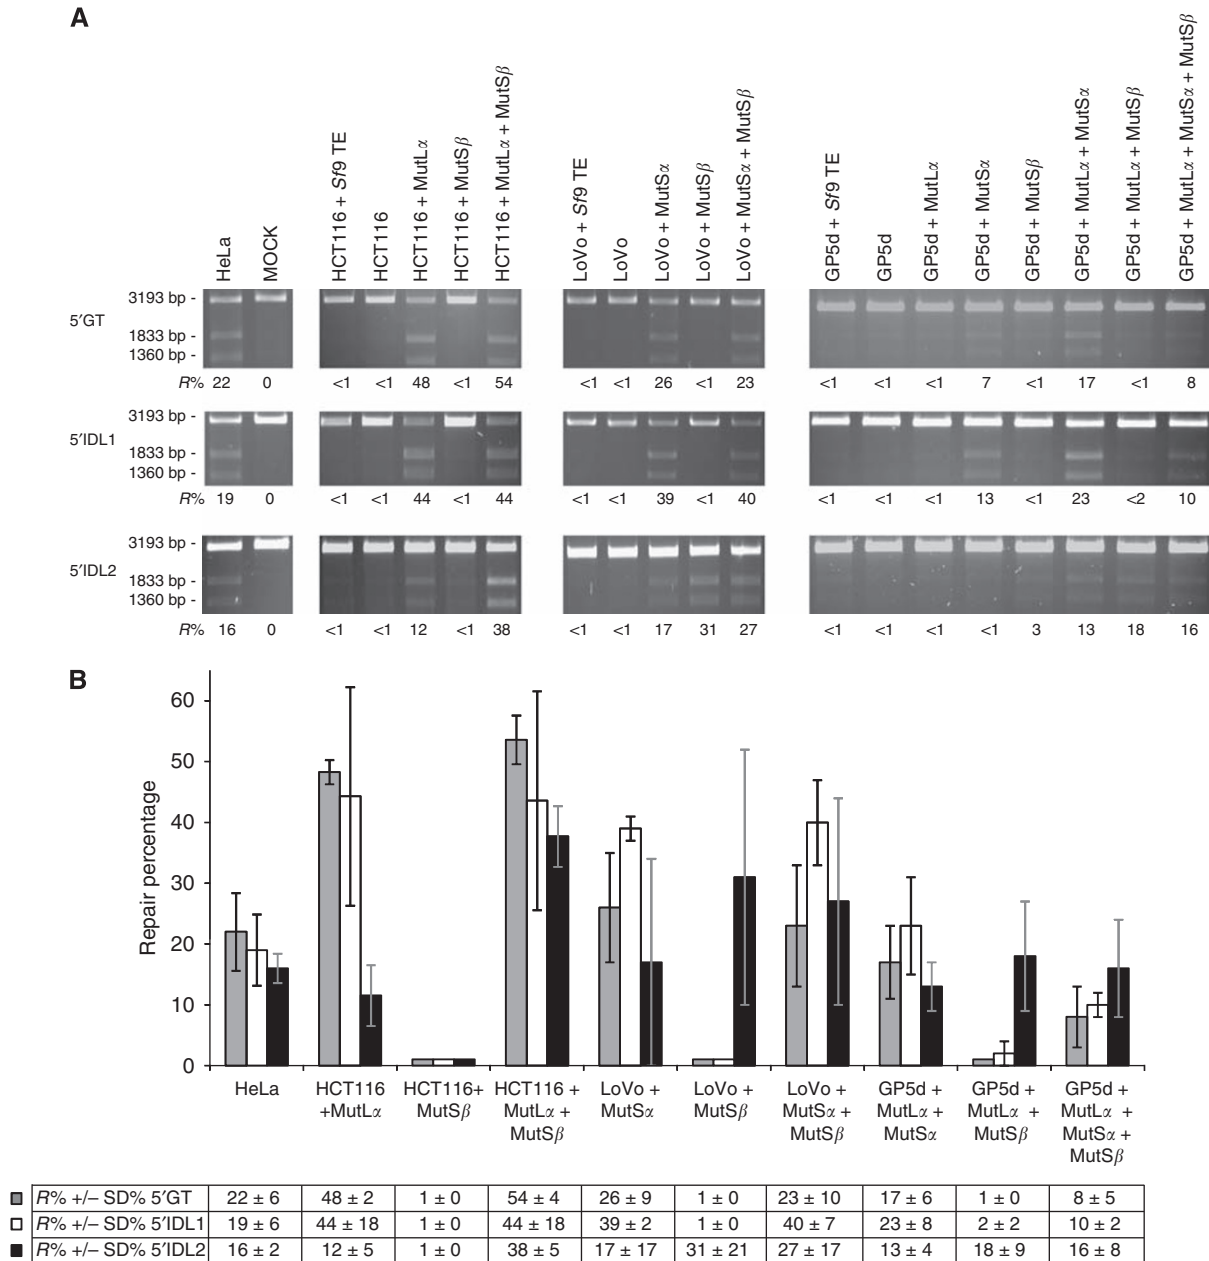 A
HeLa
MOCK
HCT116 + Sf9 TE
HCT116
HCT116 + MutLα
HCT116 + MutSβ
HCT116 + MutLα + MutSβ
LoVo + Sf9 TE
LoVo
LoVo + MutSα
LoVo + MutSβ
LoVo + MutSα + MutSβ
GP5d + Sf9 TE
GP5d
GP5d + MutLα
GP5d + MutSα
GP5d + MutSβ
GP5d + MutLα + MutSα
GP5d + MutLα + MutSβ
GP5d + MutLα + MutSα + MutSβ
3193 bp -
5′GT
1833 bp -
1360 bp -
R% 22 0 <1 <1 48 <1 54 <1 <1 26 <1 23 <1 <1 <1 7 <1 17 <1 8
3193 bp -
5′IDL1
1833 bp -
1360 bp -
R% 19 0 <1 <1 44 <1 44 <1 <1 39 <1 40 <1 <1 <1 13 <1 23 <2 10
3193 bp -
5′IDL2
1833 bp -
1360 bp -
R% 16 0 <1 <1 12 <1 38 <1 <1 17 31 27 <1 <1 <1 <1 3 13 18 16
B
Repair percentage
60
50
40
30
20
10
0
HeLa
HCT116
+MutLα
HCT116+
MutSβ
HCT116 +
MutLα +
MutSβ
LoVo +
MutSα
LoVo +
MutSβ
LoVo +
MutSα +
MutSβ
GP5d +
MutLα +
MutSα
GP5d +
MutLα +
MutSβ
GP5d +
MutLα +
MutSα +
MutSβ
R% +/– SD% 5′GT 22 ± 6 48 ± 2 1 ± 0 54 ± 4 26 ± 9 1 ± 0 23 ± 10 17 ± 6 1 ± 0 8 ± 5
R% +/– SD% 5′IDL1 19 ± 6 44 ± 18 1 ± 0 44 ± 18 39 ± 2 1 ± 0 40 ± 7 23 ± 8 2 ± 2 10 ± 2
R% +/– SD% 5′IDL2 16 ± 2 12 ± 5 1 ± 0 38 ± 5 17 ± 17 31 ± 21 27 ± 17 13 ± 4 18 ± 9 16 ± 8